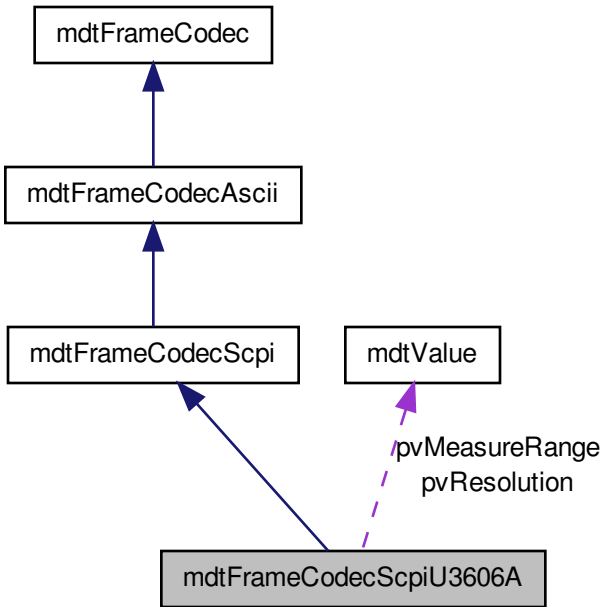 mdtFrameCodec
mdtFrameCodecAscii
mdtFrameCodecScpi
mdtValue
pvMeasureRange
pvResolution
mdtFrameCodecScpiU3606A